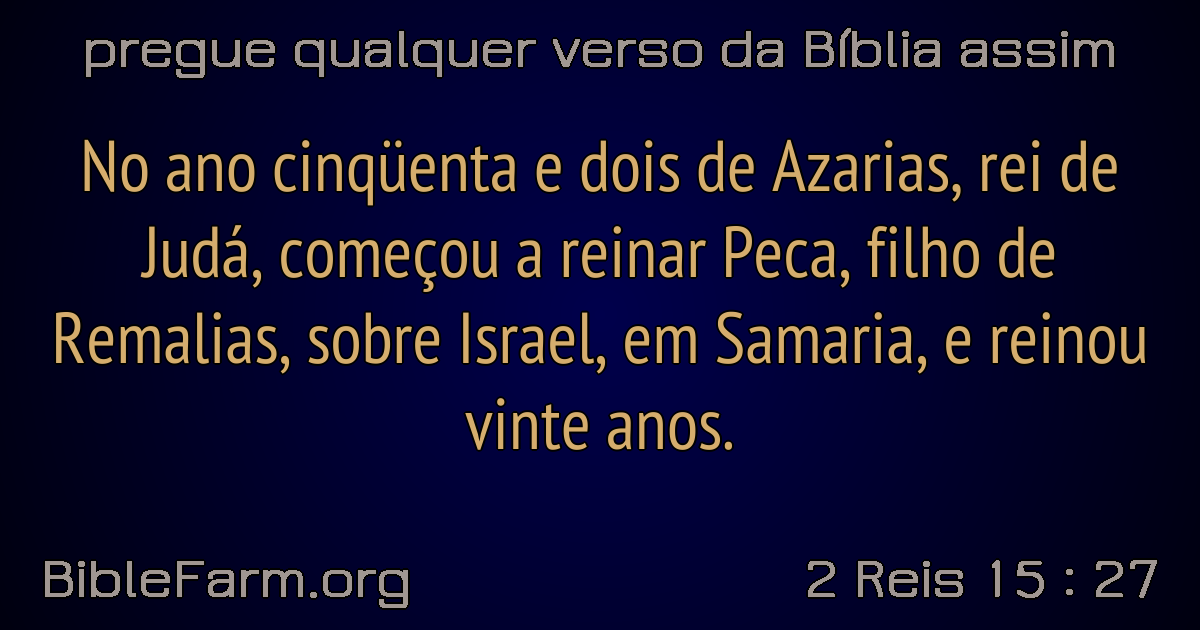 pregue qualquer verso da Bíblia assim
No ano cinqüenta e dois de Azarias, rei de
Judá, começou a reinar Peca, filho de
Remalias, sobre Israel, em Samaria, e reinou
vinte anos.
BibleFarm.org
2 Reis 15 : 27